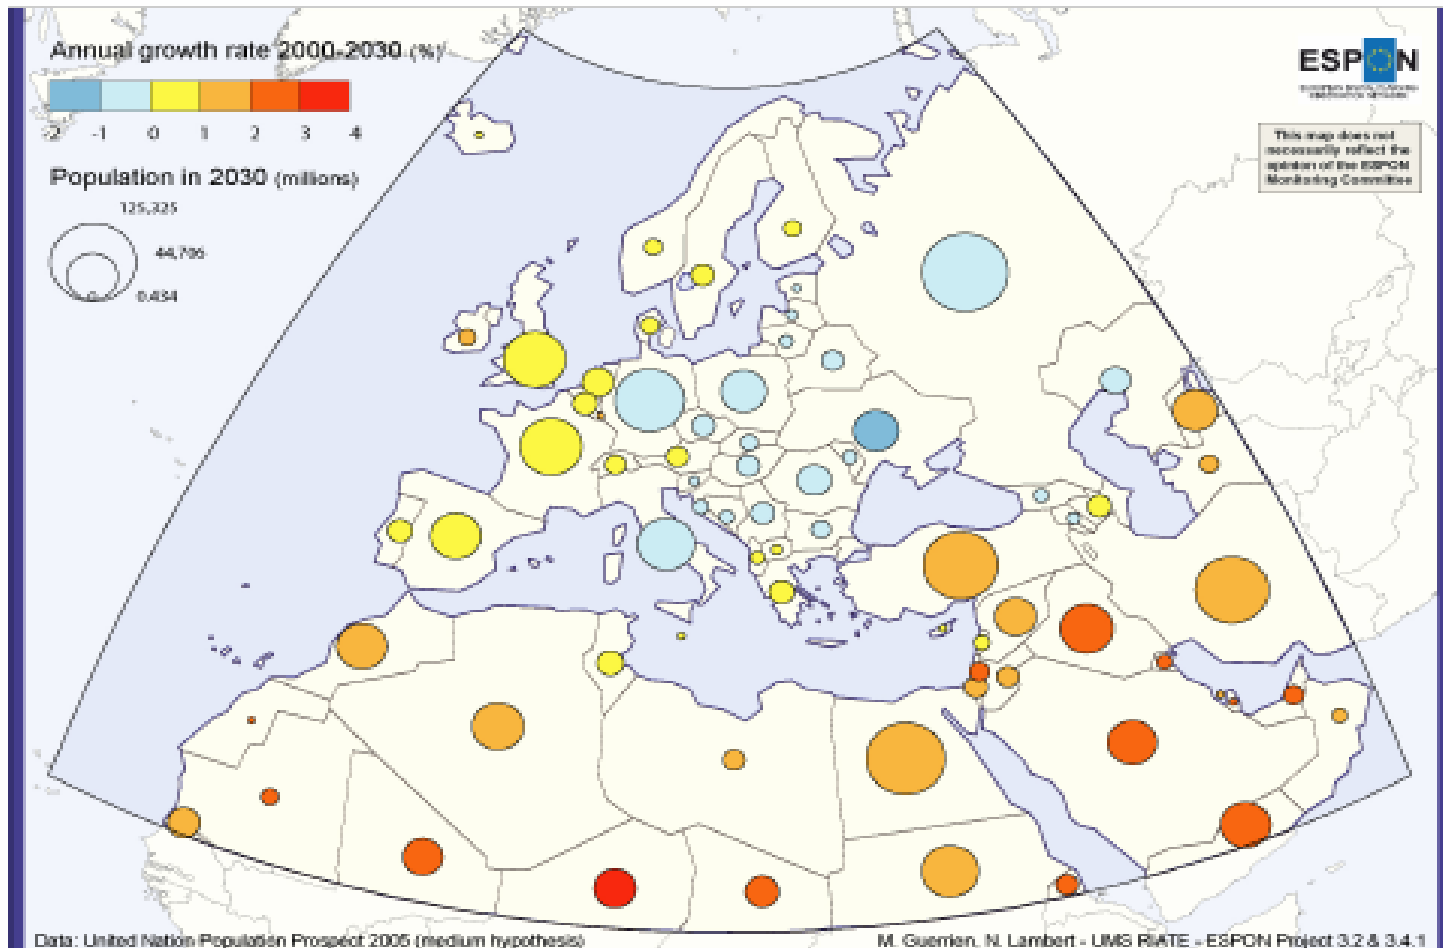 Annual growth rate 2000-2030 (%)
-2 -1 0 1 2 3 4
Population in 2030 (millions)
125,325
44,706
0.434
ESPON
This map does not
necessarily reflect the
opinion of the ESPON
Monitoring Committee
Data: United Nation Population Prospect 2005 (medium hypothesis)
M. Guerrien, N. Lambert - UMS RIATE - ESPON Project 3.2 & 3.4.1